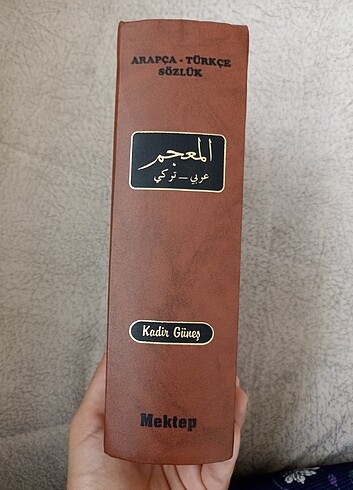 ARAPÇA - TÜRKÇE
SÖZLÜK
المعجم
عربي – تركي
Kadir Güneş
Mektep